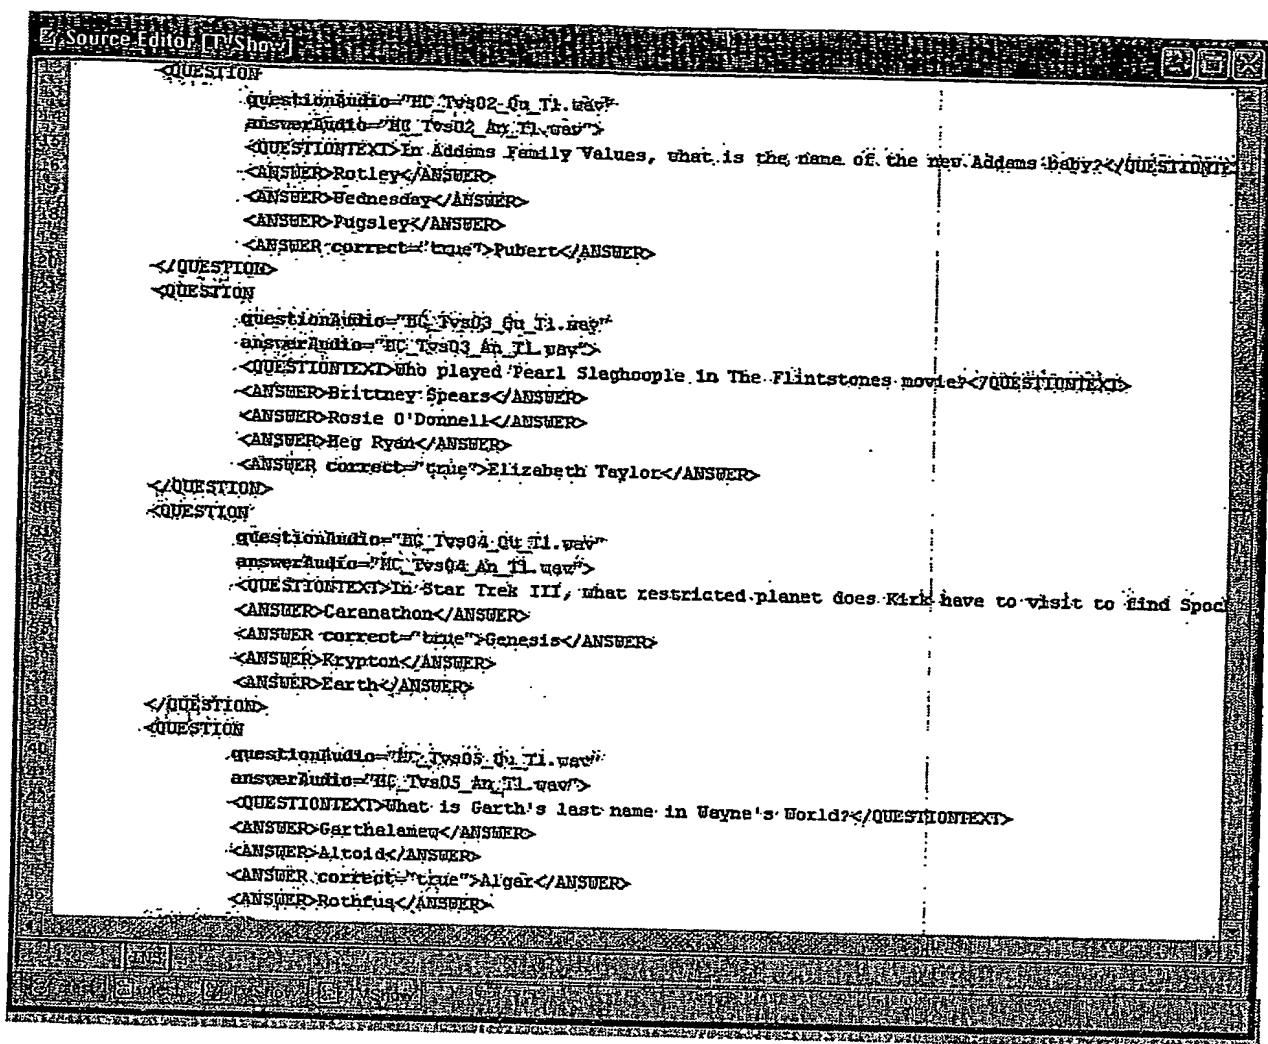 Source Editor [TVShow]
<QUESTION
questionAudio="HC_Tvs02_Qu_T1.wav"
answerAudio="HC_Tvs02_An_T1.wav">
<QUESTIONTEXT>In Addams Family Values, what is the name of the new Addams baby?</QUESTIONTE
<ANSWER>Rotley</ANSWER>
<ANSWER>Wednesday</ANSWER>
<ANSWER>Pugsley</ANSWER>
<ANSWER correct="true">Pubert</ANSWER>
</QUESTION>
<QUESTION
questionAudio="HC_Tvs03_Qu_T1.wav"
answerAudio="HC_Tvs03_An_T1.wav">
<QUESTIONTEXT>Who played Pearl Slaghoople in The Flintstones movie?</QUESTIONTEXT>
<ANSWER>Brittney Spears</ANSWER>
<ANSWER>Rosie O'Donnell</ANSWER>
<ANSWER>Meg Ryan</ANSWER>
<ANSWER correct="true">Elizabeth Taylor</ANSWER>
</QUESTION>
<QUESTION
questionAudio="HC_Tvs04_Qu_T1.wav"
answerAudio="HC_Tvs04_An_T1.wav">
<QUESTIONTEXT>In Star Trek III, what restricted planet does Kirk have to visit to find Spock
<ANSWER>Caranathon</ANSWER>
<ANSWER correct="true">Genesis</ANSWER>
<ANSWER>Krypton</ANSWER>
<ANSWER>Earth</ANSWER>
</QUESTION>
<QUESTION
questionAudio="HC_Tvs05_Qu_T1.wav"
answerAudio="HC_Tvs05_An_T1.wav">
<QUESTIONTEXT>What is Garth's last name in Wayne's World?</QUESTIONTEXT>
<ANSWER>Garthalamew</ANSWER>
<ANSWER>Altoid</ANSWER>
<ANSWER correct="true">Algar</ANSWER>
<ANSWER>Rothfus</ANSWER>
INS